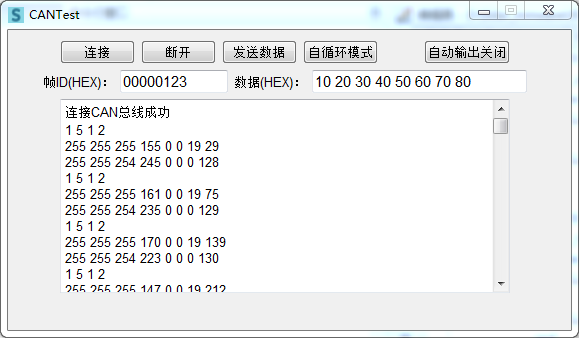 CANTest
连接 断开 发送数据 自循环模式 自动输出关闭
帧ID(HEX): 00000123 数据(HEX): 10 20 30 40 50 60 70 80
连接CAN总线成功
1 5 1 2
255 255 255 155 0 0 19 29
255 255 254 245 0 0 0 128
1 5 1 2
255 255 255 161 0 0 19 75
255 255 254 235 0 0 0 129
1 5 1 2
255 255 255 170 0 0 19 139
255 255 254 223 0 0 0 130
1 5 1 2
255 255 255 147 0 0 19 212